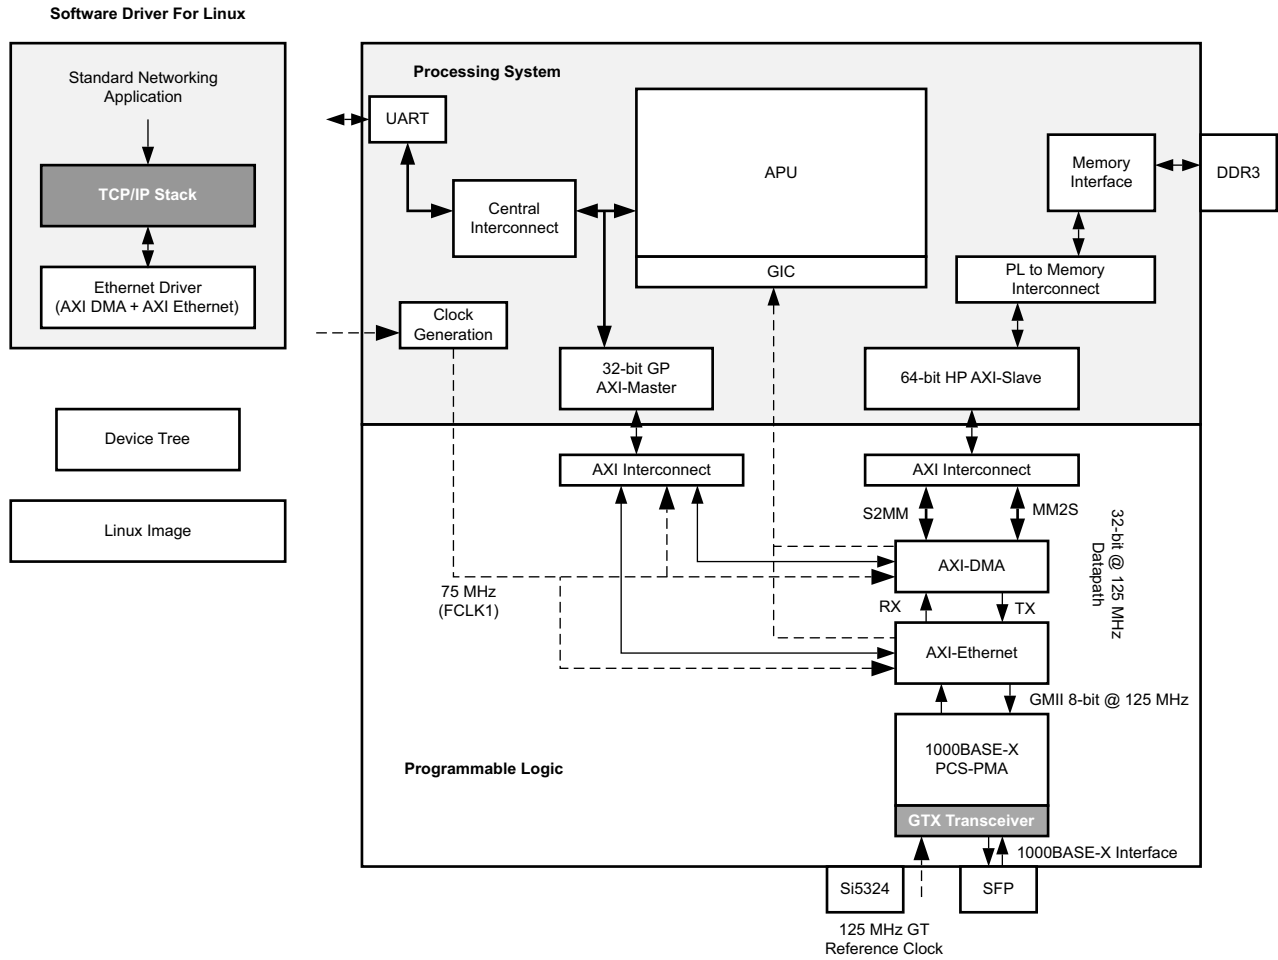 Software Driver For Linux
Standard Networking
Application
TCP/IP Stack
Ethernet Driver
(AXI DMA + AXI Ethernet)
Device Tree
Linux Image
Processing System
UART
Central
Interconnect
APU
GIC
Memory
Interface
DDR3
PL to Memory
Interconnect
Clock
Generation
32-bit GP
AXI-Master
64-bit HP AXI-Slave
AXI Interconnect
AXI Interconnect
S2MM
MM2S
32-bit @ 125 MHz
Datapath
AXI-DMA
75 MHz
(FCLK1)
RX
TX
AXI-Ethernet
GMII 8-bit @ 125 MHz
1000BASE-X
PCS-PMA
Programmable Logic
GTX Transceiver
1000BASE-X Interface
Si5324
SFP
125 MHz GT
Reference Clock